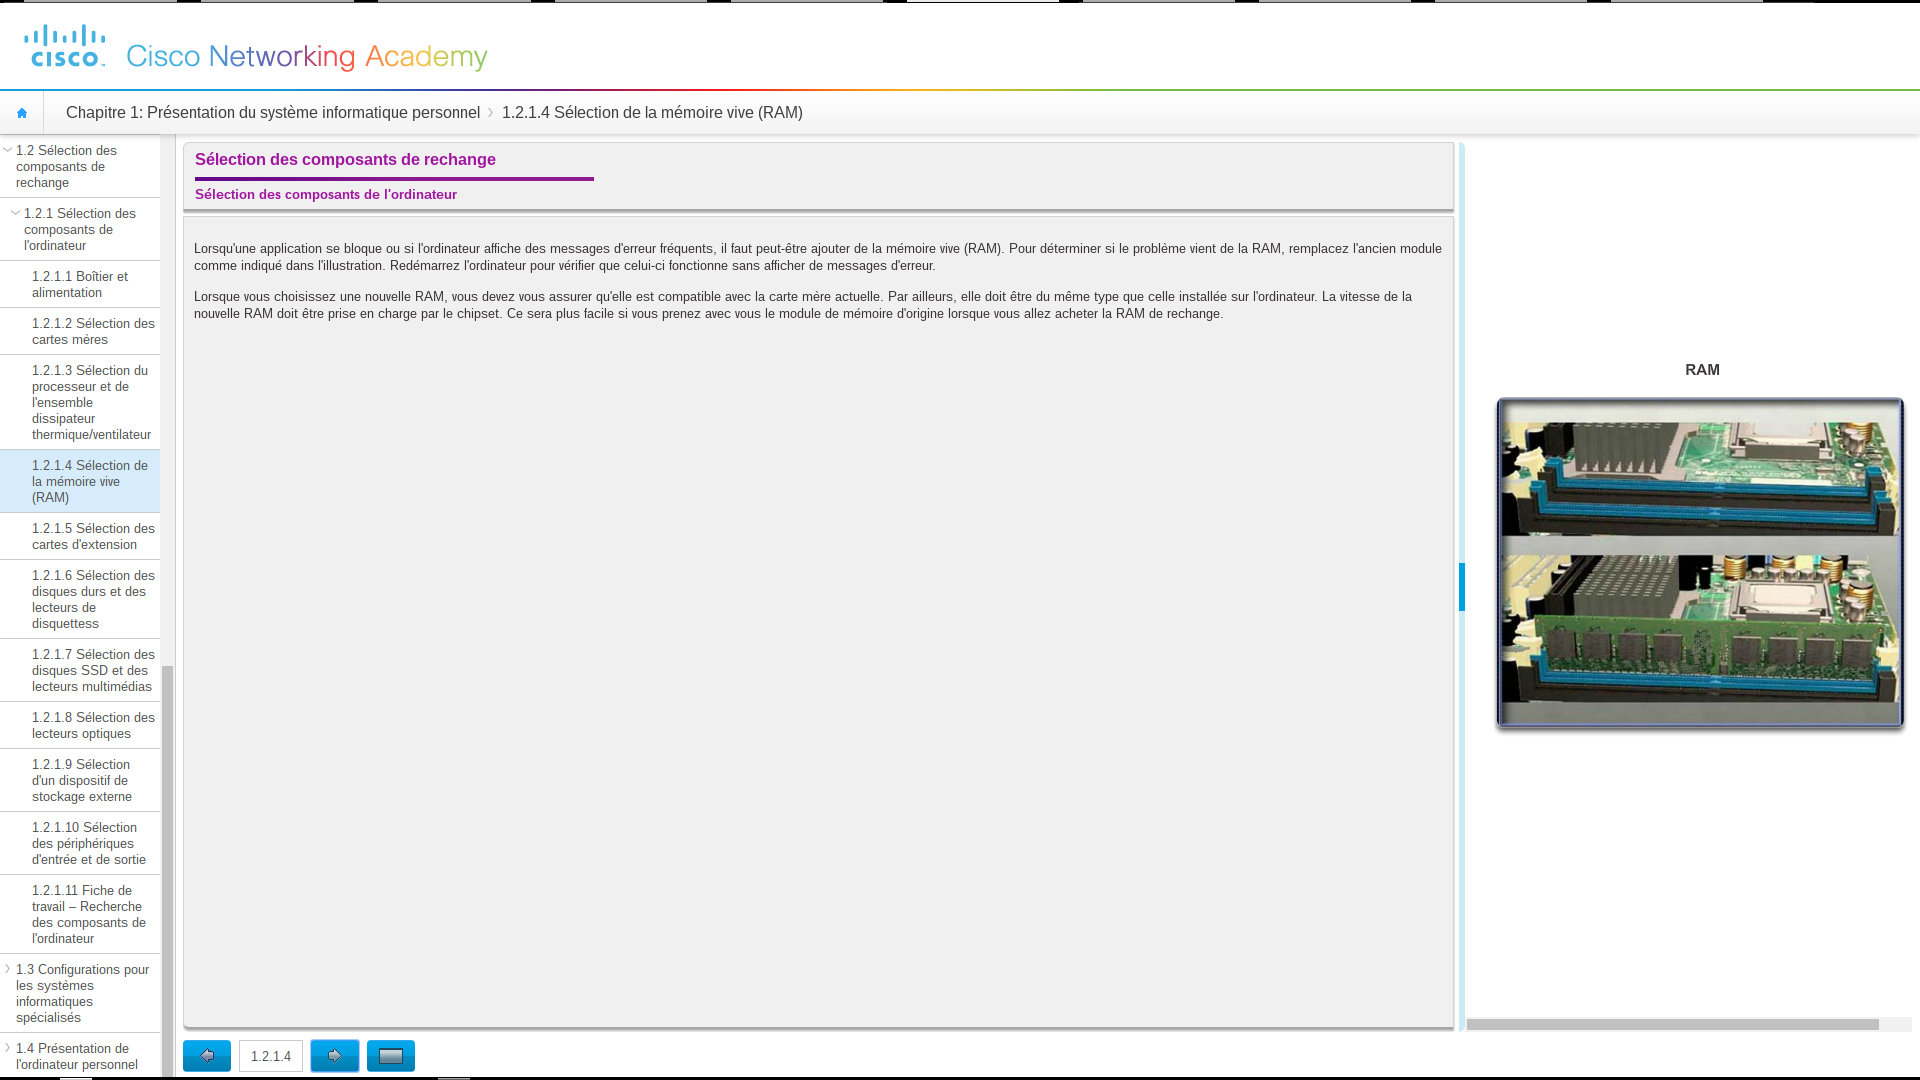 cisco
Cisco Networking Academy
Chapitre 1: Présentation du système informatique personnel
1.2.1.4 Sélection de la mémoire vive (RAM)
1.2 Sélection des
composants de
rechange
1.2.1 Sélection des
composants de
l'ordinateur
1.2.1.1 Boîtier et
alimentation
1.2.1.2 Sélection des
cartes mères
1.2.1.3 Sélection du
processeur et de
l'ensemble
dissipateur
thermique/ventilateur
1.2.1.4 Sélection de
la mémoire vive
(RAM)
1.2.1.5 Sélection des
cartes d'extension
1.2.1.6 Sélection des
disques durs et des
lecteurs de
disquettess
1.2.1.7 Sélection des
disques SSD et des
lecteurs multimédias
1.2.1.8 Sélection des
lecteurs optiques
1.2.1.9 Sélection
d'un dispositif de
stockage externe
1.2.1.10 Sélection
des périphériques
d'entrée et de sortie
1.2.1.11 Fiche de
travail – Recherche
des composants de
l'ordinateur
1.3 Configurations pour
les systèmes
informatiques
spécialisés
1.4 Présentation de
l'ordinateur personnel
Sélection des composants de rechange
Sélection des composants de l'ordinateur
Lorsqu'une application se bloque ou si l'ordinateur affiche des messages d'erreur fréquents, il faut peut-être ajouter de la mémoire vive (RAM). Pour déterminer si le problème vient de la RAM, remplacez l'ancien module
comme indiqué dans l'illustration. Redémarrez l'ordinateur pour vérifier que celui-ci fonctionne sans afficher de messages d'erreur.
Lorsque vous choisissez une nouvelle RAM, vous devez vous assurer qu'elle est compatible avec la carte mère actuelle. Par ailleurs, elle doit être du même type que celle installée sur l'ordinateur. La vitesse de la
nouvelle RAM doit être prise en charge par le chipset. Ce sera plus facile si vous prenez avec vous le module de mémoire d'origine lorsque vous allez acheter la RAM de rechange.
RAM
1.2.1.4